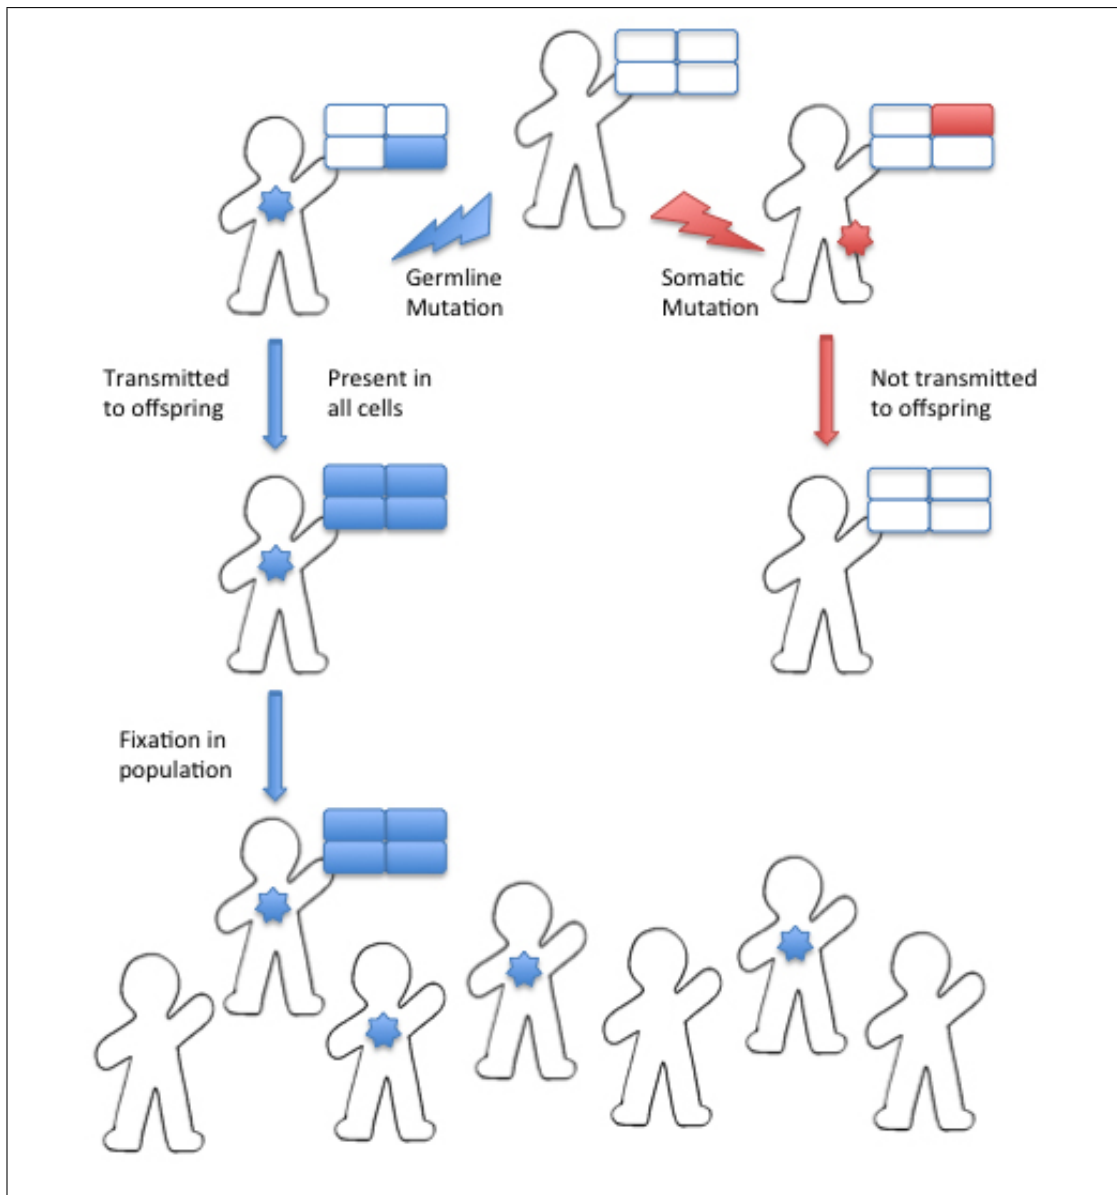 Germline
Mutation
Somatic
Mutation
Transmitted
to offspring
Present in
all cells
Not transmitted
to offspring
Fixation in
population